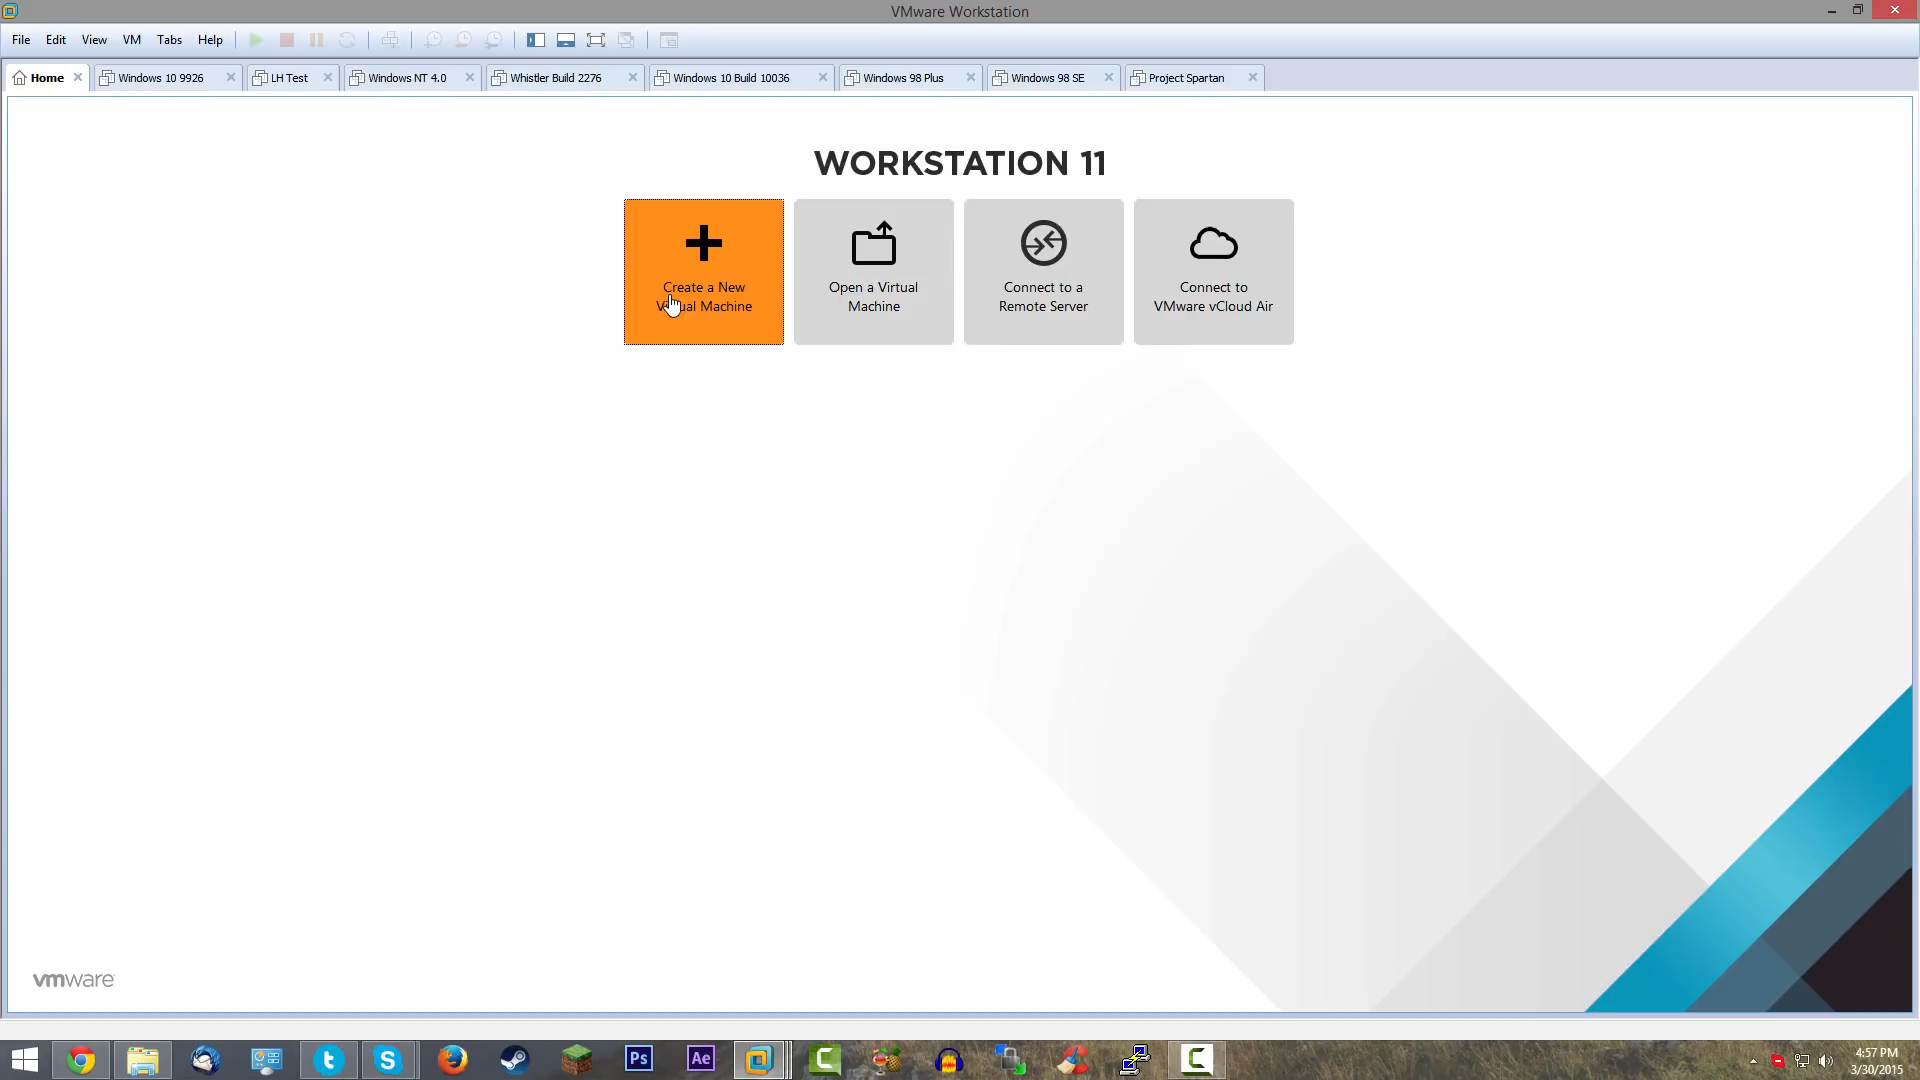 VMware Workstation
File Edit View VM Tabs Help
Home Windows 10 9926 LH Test Windows NT 4.0 Whistler Build 2276 Windows 10 Build 10036 Windows 98 Plus Windows 98 SE Project Spartan
WORKSTATION 11
Create a New
Virtual Machine
Open a Virtual
Machine
Connect to a
Remote Server
Connect to
VMware vCloud Air
vmware
Ps Ae
4:57 PM
3/30/2015